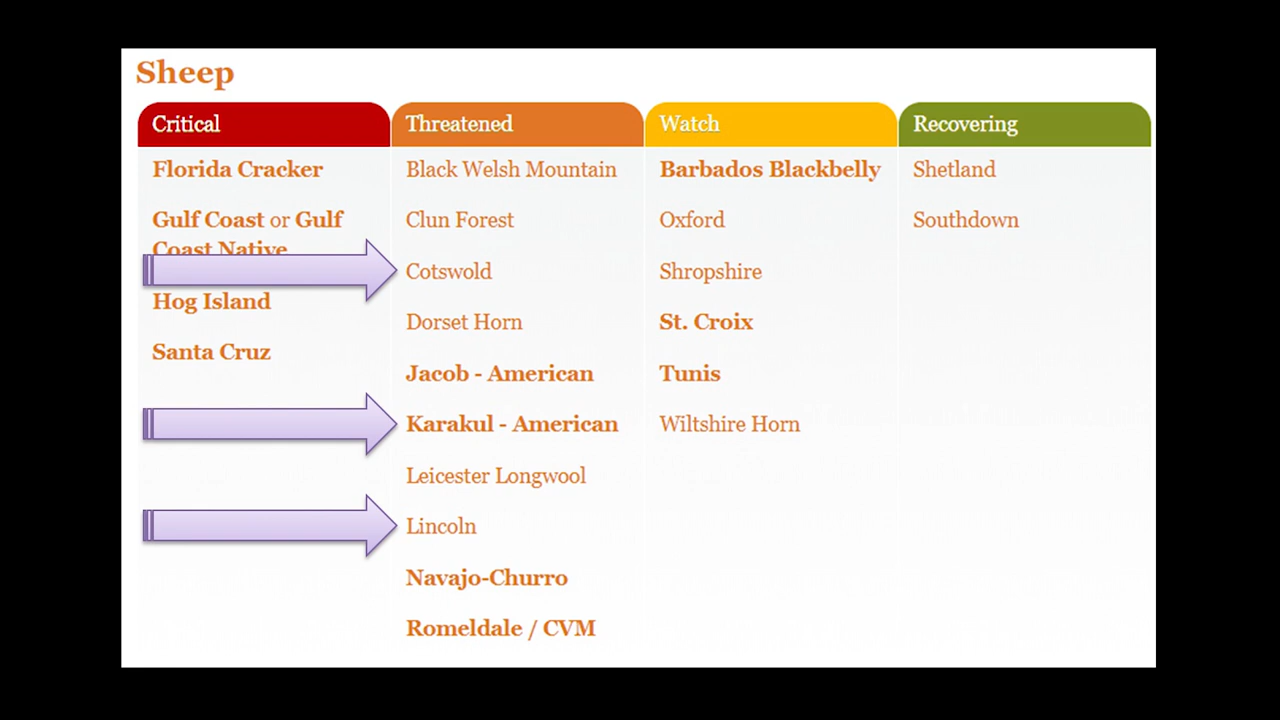 Sheep
Critical
Threatened
Watch
Recovering
Florida Cracker
Gulf Coast or Gulf
Coast Native
Hog Island
Santa Cruz
Black Welsh Mountain
Clun Forest
Cotswold
Dorset Horn
Jacob - American
Karakul - American
Leicester Longwool
Lincoln
Navajo-Churro
Romeldale / CVM
Barbados Blackbelly
Oxford
Shropshire
St. Croix
Tunis
Wiltshire Horn
Shetland
Southdown